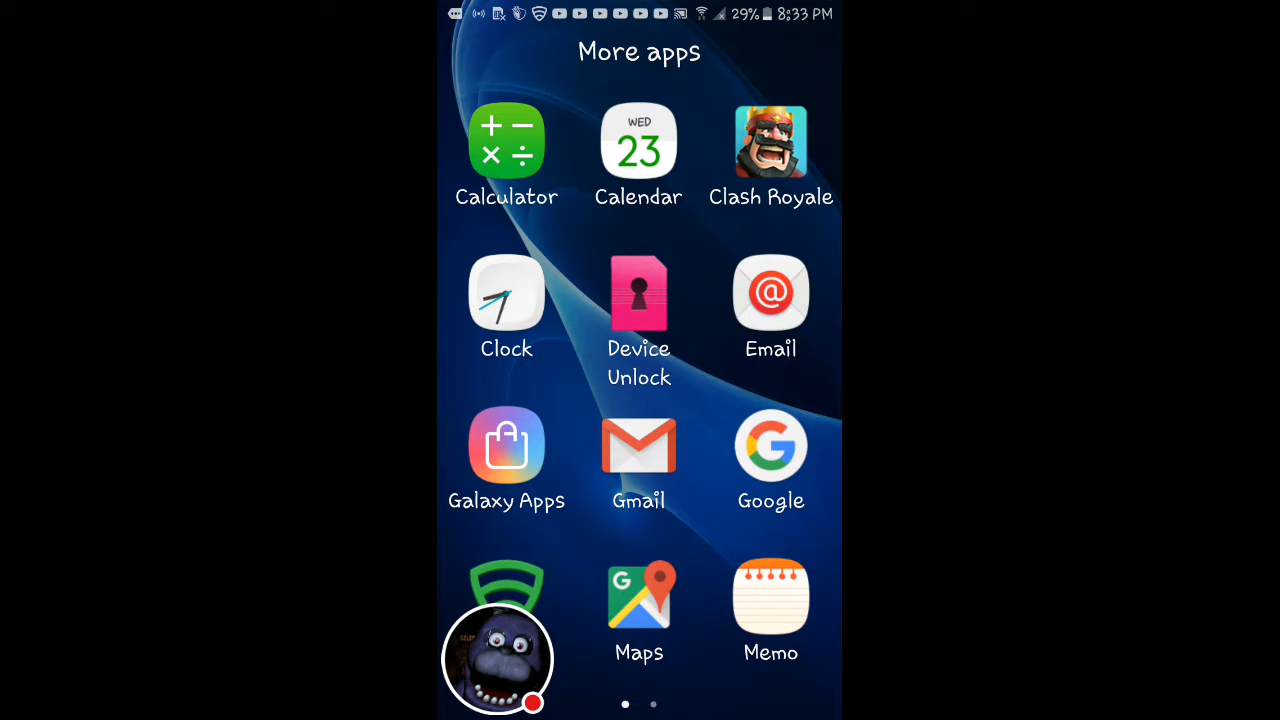 29% 8:33 PM
More apps
WED
23
Calculator Calendar Clash Royale
Clock Device Unlock Email
Galaxy Apps Gmail Google
G
Maps Memo